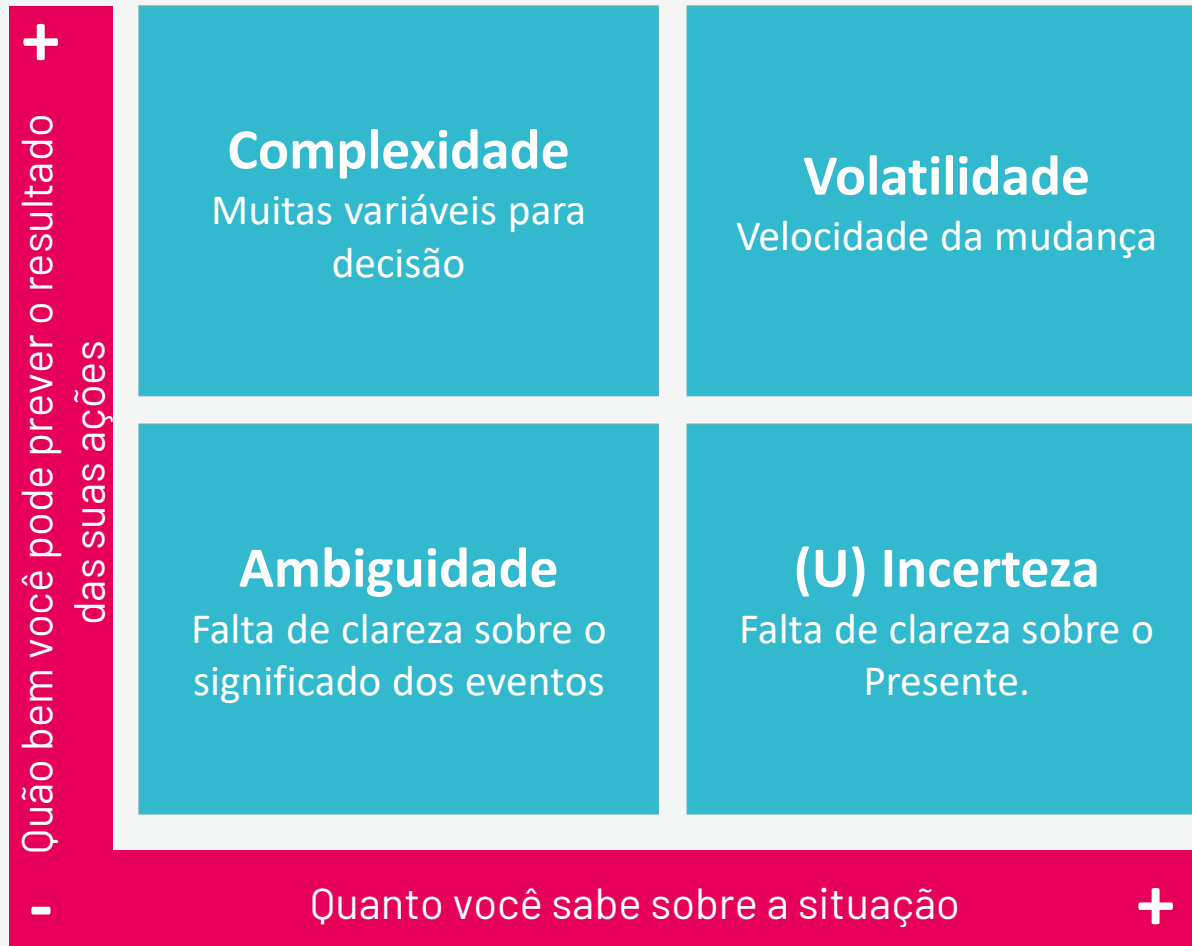 +
Quão bem você pode prever o resultado
das suas ações
Complexidade
Muitas variáveis para
decisão
Volatilidade
Velocidade da mudança
Ambiguidade
Falta de clareza sobre o
significado dos eventos
(U) Incerteza
Falta de clareza sobre o
Presente.
-
Quanto você sabe sobre a situação
+